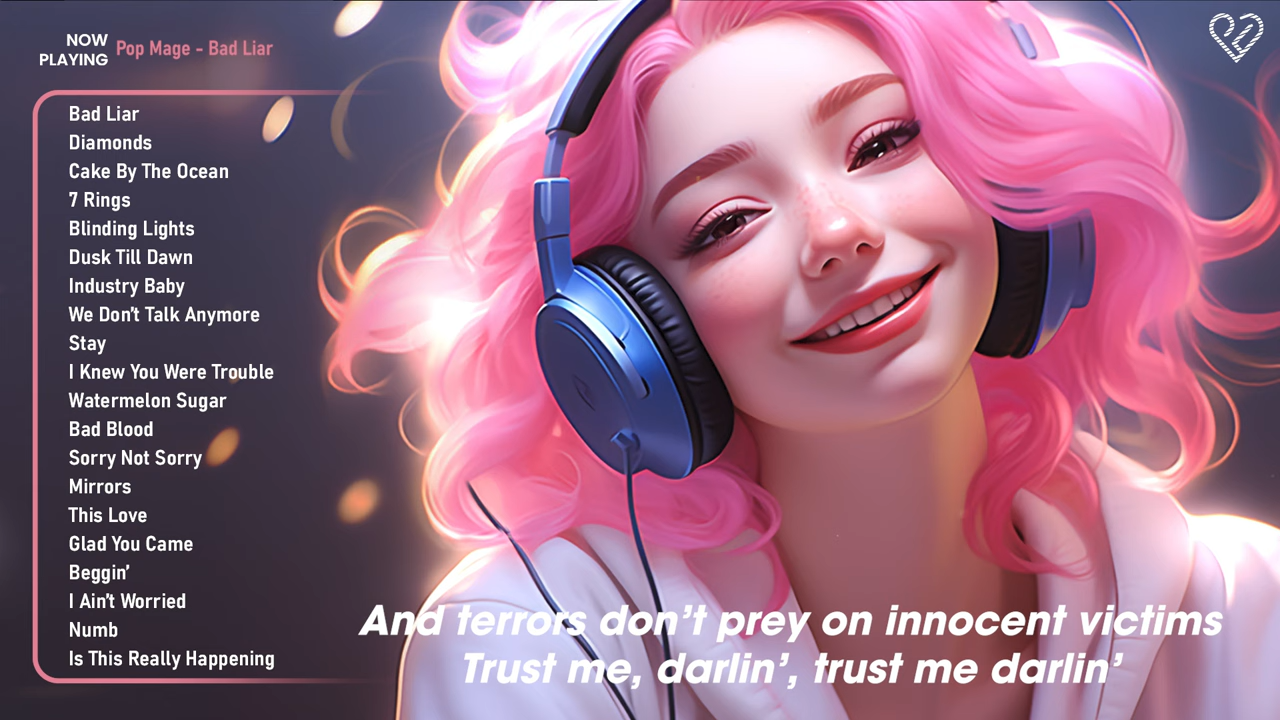 NOW
PLAYING
Pop Mage - Bad Liar
Bad Liar
Diamonds
Cake By The Ocean
7 Rings
Blinding Lights
Dusk Till Dawn
Industry Baby
We Don't Talk Anymore
Stay
I Knew You Were Trouble
Watermelon Sugar
Bad Blood
Sorry Not Sorry
Mirrors
This Love
Glad You Came
Beggin'
I Ain't Worried
Numb
Is This Really Happening
And terrors don't prey on innocent victims
Trust me, darlin', trust me darlin'